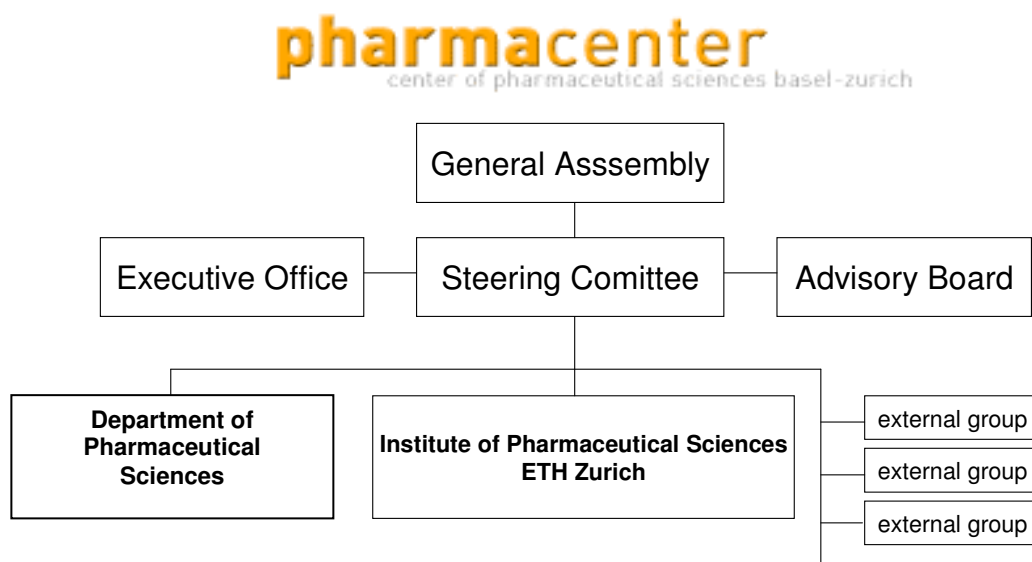 pharmacenter
center of pharmaceutical sciences basel-zurich
General Asssembly
Executive Office
Steering Comittee
Advisory Board
Department of
Pharmaceutical
Sciences
Institute of Pharmaceutical Sciences
ETH Zurich
external group
external group
external group